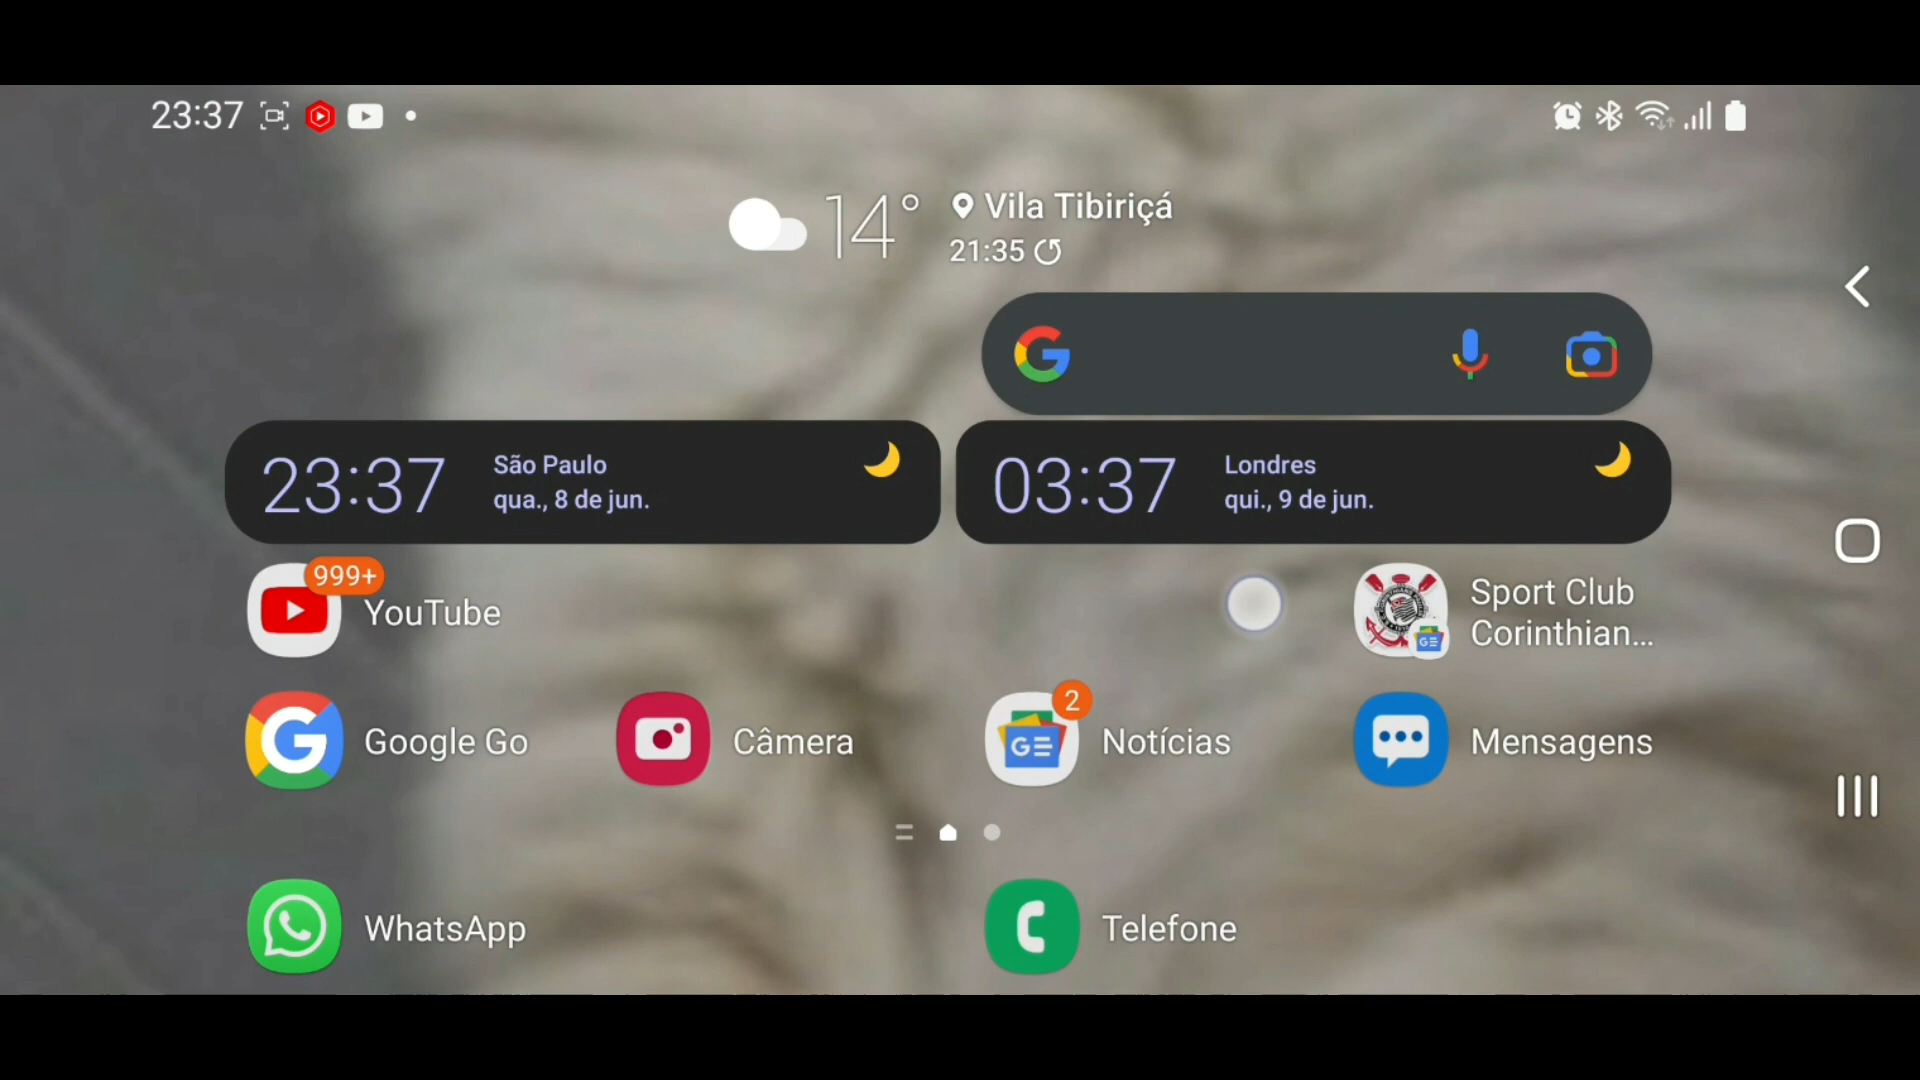 23:37
14°
Vila Tibiriçá
21:35
23:37
São Paulo
qua., 8 de jun.
03:37
Londres
qui., 9 de jun.
999+
YouTube
Sport Club
Corinthian...
Google Go
Câmera
2
Notícias
Mensagens
WhatsApp
Telefone